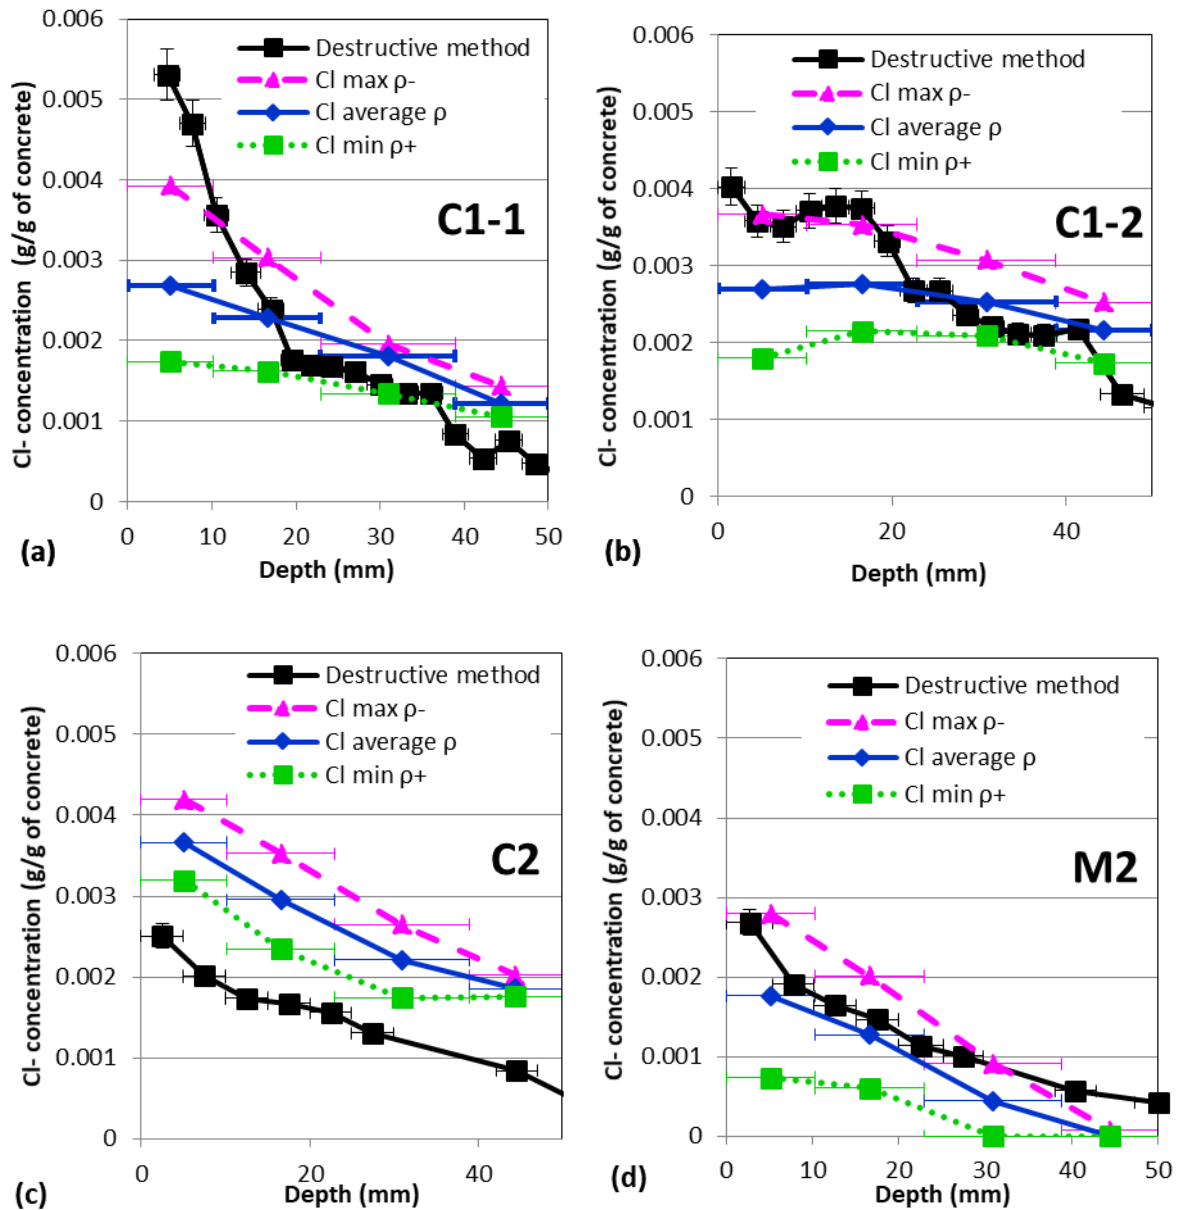 0.006
0.005
0.004
0.003
0.002
0.001
0
Cl- concentration (g/g of concrete)
Destructive method
Cl max ρ-
Cl average ρ
Cl min ρ+
C1-1
0 10 20 30 40 50
Depth (mm)
(a)
0.006
0.005
0.004
0.003
0.002
0.001
0
Cl- concentration (g/g of concrete)
Destructive method
Cl max ρ-
Cl average ρ
Cl min ρ+
C1-2
0 20 40
Depth (mm)
(b)
0.006
0.005
0.004
0.003
0.002
0.001
0
Cl- concentration (g/g of concrete)
Destructive method
Cl max ρ-
Cl average ρ
Cl min ρ+
C2
0 20 40
Depth (mm)
(c)
0.006
0.005
0.004
0.003
0.002
0.001
0
Cl- concentration (g/g of concrete)
Destructive method
Cl max ρ-
Cl average ρ
Cl min ρ+
M2
0 10 20 30 40 50
Depth (mm)
(d)